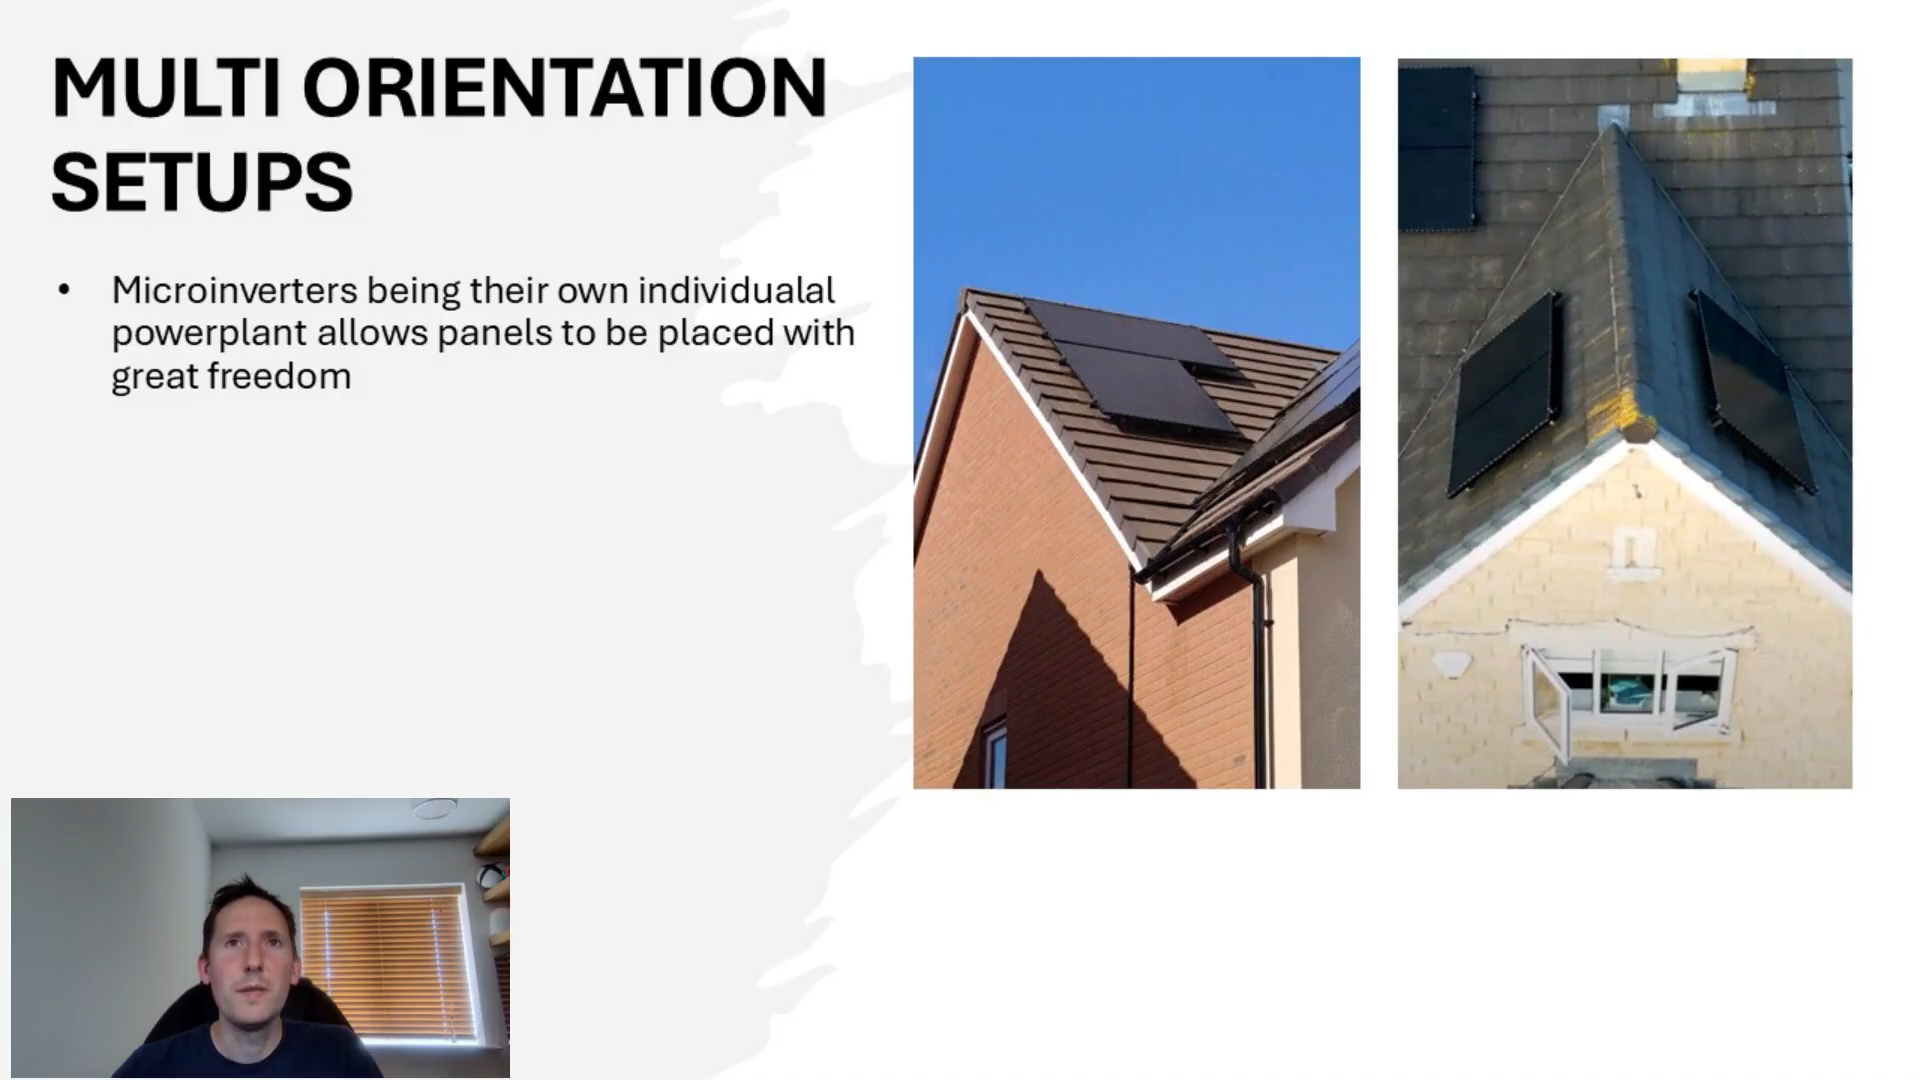 MULTI ORIENTATION
SETUPS
• Microinverters being their own individualal
powerplant allows panels to be placed with
great freedom